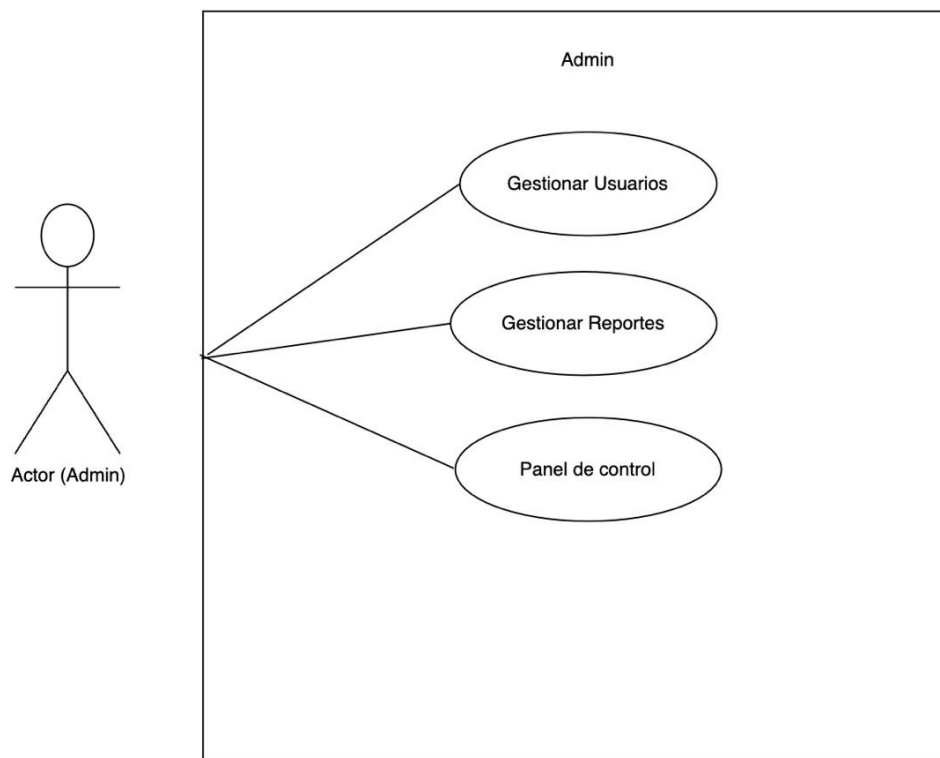 Admin
Gestionar Usuarios
Gestionar Reportes
Actor (Admin)
Panel de control